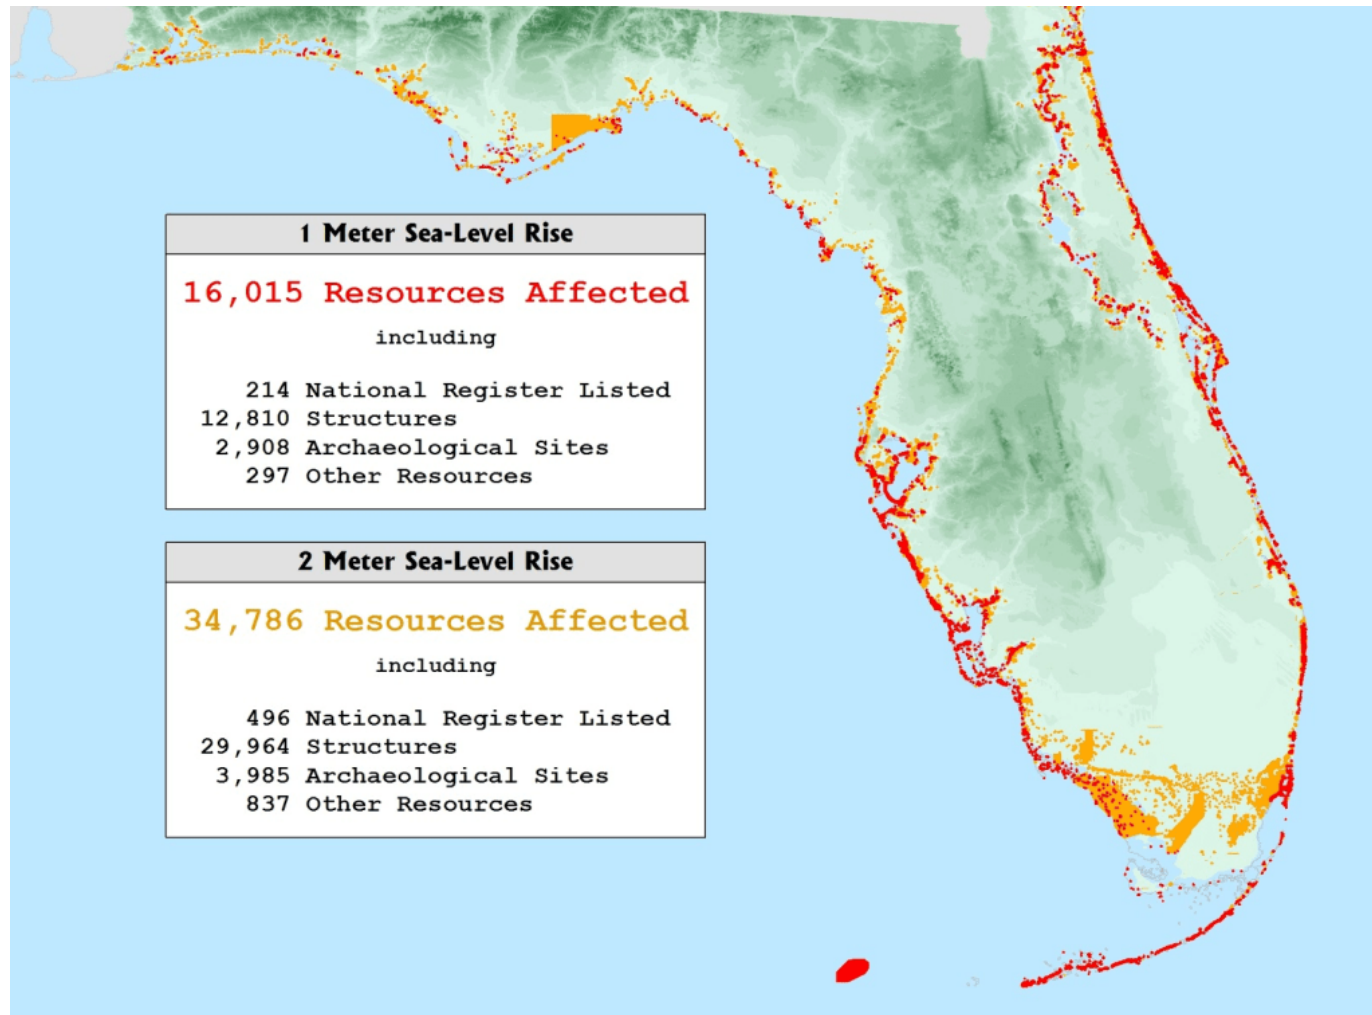 1 Meter Sea-Level Rise
16,015 Resources Affected
including
214 National Register Listed
12,810 Structures
2,908 Archaeological Sites
297 Other Resources
2 Meter Sea-Level Rise
34,786 Resources Affected
including
496 National Register Listed
29,964 Structures
3,985 Archaeological Sites
837 Other Resources